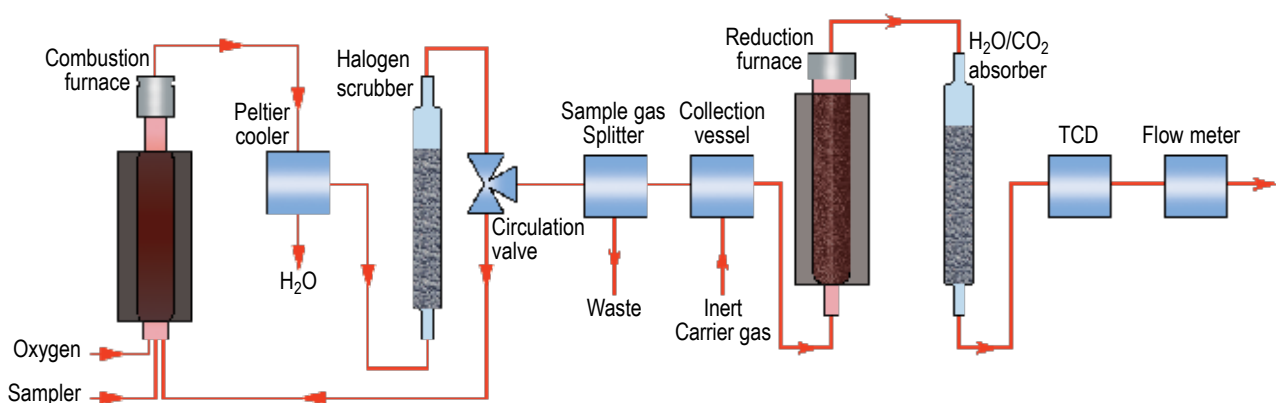 Combustion
furnace
Peltier
cooler
H₂O
Halogen
scrubber
Circulation
valve
Sample gas
Splitter
Waste
Collection
vessel
Inert
Carrier gas
Reduction
furnace
H₂O/CO₂
absorber
TCD
Flow meter
Oxygen
Sampler